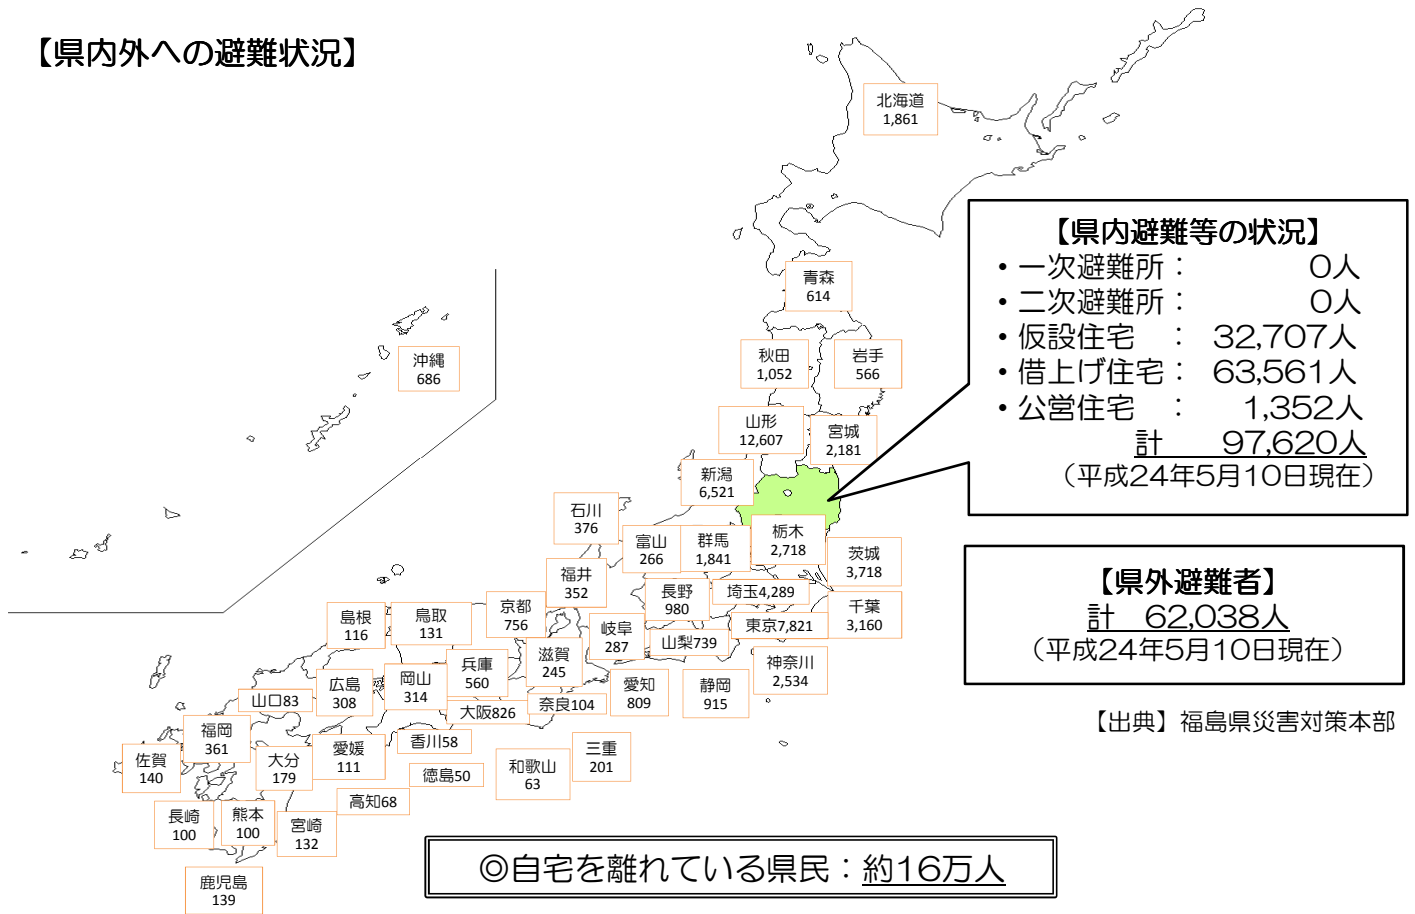 【県内外への避難状況】
北海道
1,861
青森
614
秋田
1,052
岩手
566
山形
12,607
宮城
2,181
新潟
6,521
沖縄
686
【県内避難等の状況】
・一次避難所： 0人
・二次避難所： 0人
・仮設住宅 ： 32,707人
・借上げ住宅： 63,561人
・公営住宅 ： 1,352人
計 97,620人
（平成24年5月10日現在）
石川
376
富山
266
群馬
1,841
栃木
2,718
茨城
3,718
福井
352
長野
980
埼玉4,289
千葉
3,160
【県外避難者】
計 62,038人
（平成24年5月10日現在）
島根
116
鳥取
131
京都
756
岐阜
287
山梨739
東京7,821
滋賀
245
兵庫
560
神奈川
2,534
広島
308
岡山
314
愛知
809
静岡
915
山口83
大阪826
奈良104
【出典】福島県災害対策本部
福岡
361
佐賀
140
大分
179
愛媛
111
香川58
徳島50
和歌山
63
三重
201
高知68
長崎
100
熊本
100
宮崎
132
鹿児島
139
◎自宅を離れている県民：約16万人